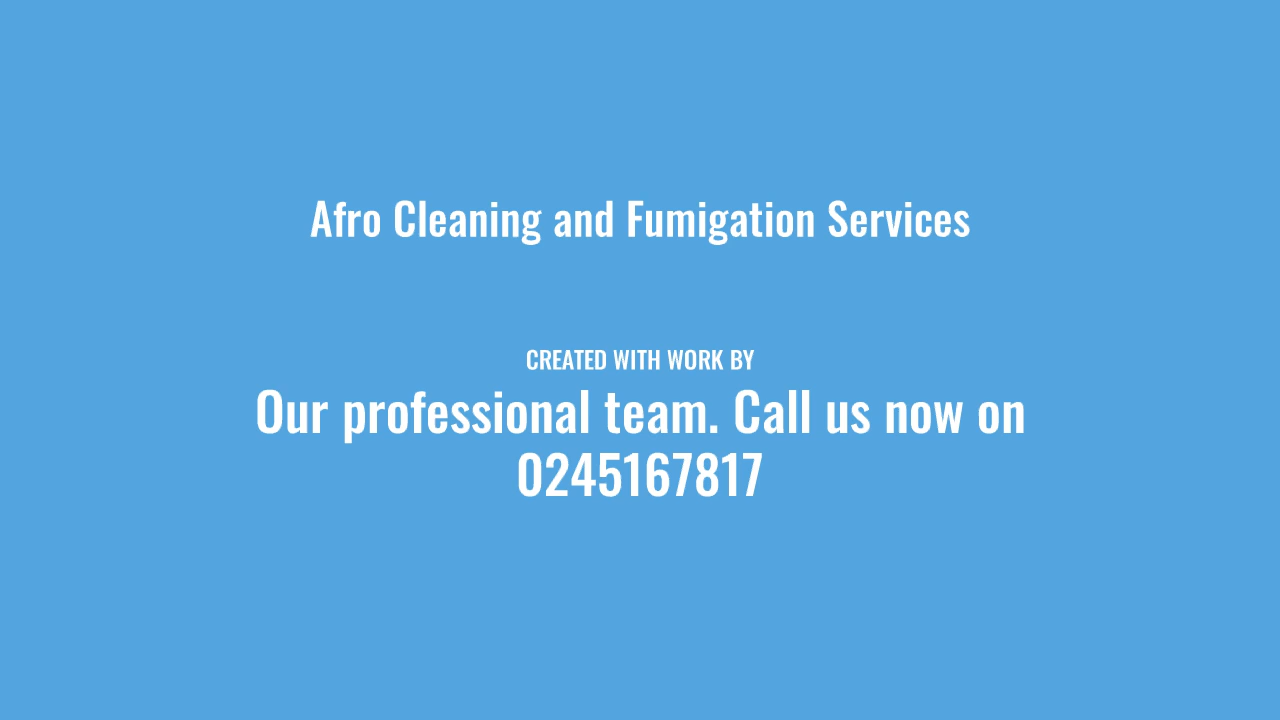 Afro Cleaning and Fumigation Services
CREATED WITH WORK BY
Our professional team. Call us now on
0245167817